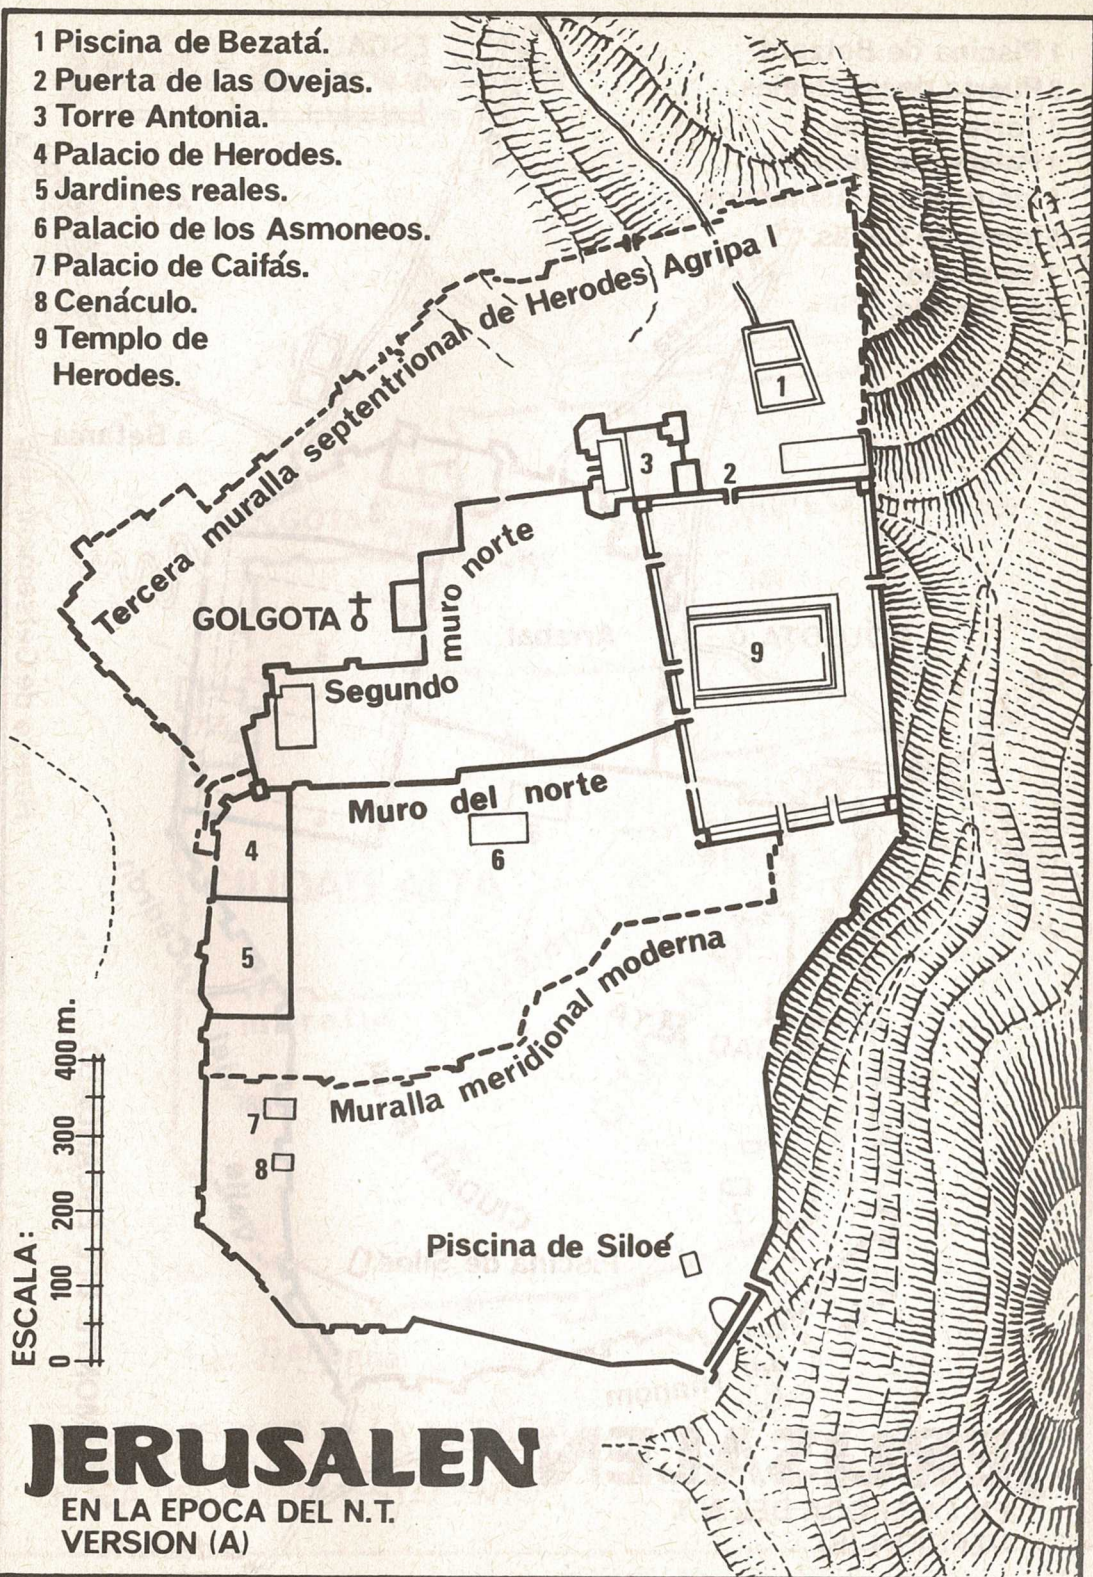 1 Piscina de Bezatá.
2 Puerta de las Ovejas.
3 Torre Antonia.
4 Palacio de Herodes.
5 Jardines reales.
6 Palacio de los Asmoneos.
7 Palacio de Caifás.
8 Cenáculo.
9 Templo de
Herodes.
Tercera muralla septentrional de Herodes Agripa I
1
3
2
Segundo muro norte
GOLGOTA
9
Muro del norte
4
6
5
Muralla meridional moderna
7
8
Piscina de Siloé
ESCALA:
0 100 200 300 400 m.
JERUSALEN
EN LA EPOCA DEL N.T.
VERSION (A)